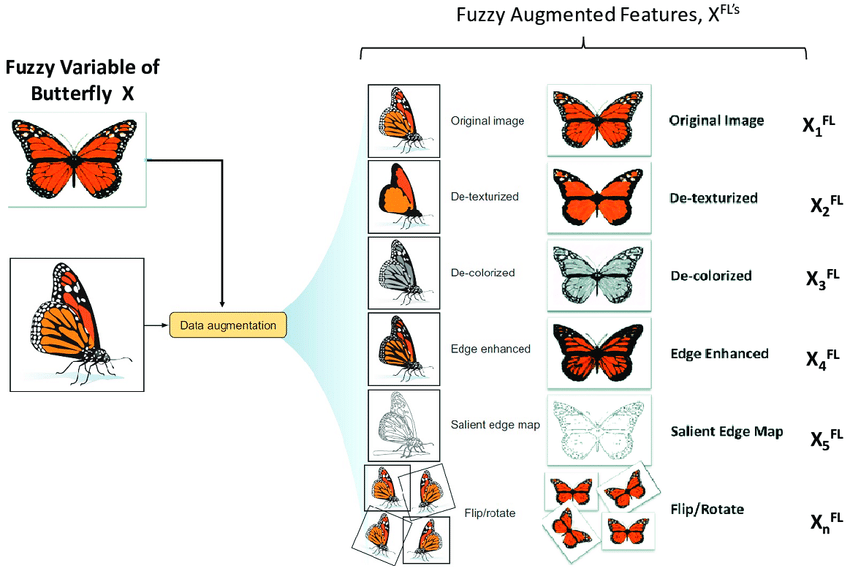 Fuzzy Augmented Features, X^FL's
Fuzzy Variable of
Butterfly X
Original image
Original Image
X₁^FL
De-texturized
De-texturized
X₂^FL
De-colorized
De-colorized
X₃^FL
Data augmentation
Edge enhanced
Edge Enhanced
X₄^FL
Salient edge map
Salient Edge Map
X₅^FL
Flip/rotate
Flip/Rotate
Xₙ^FL